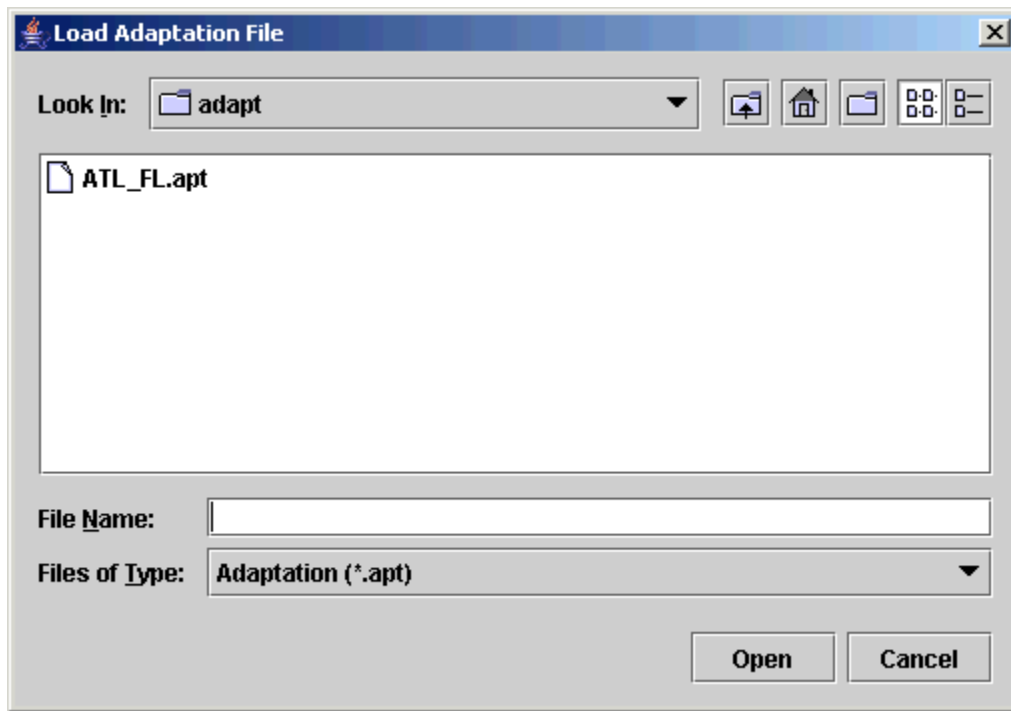 Load Adaptation File
Look In: adapt
ATL_FL.apt
File Name:
Files of Type: Adaptation (*.apt)
Open Cancel